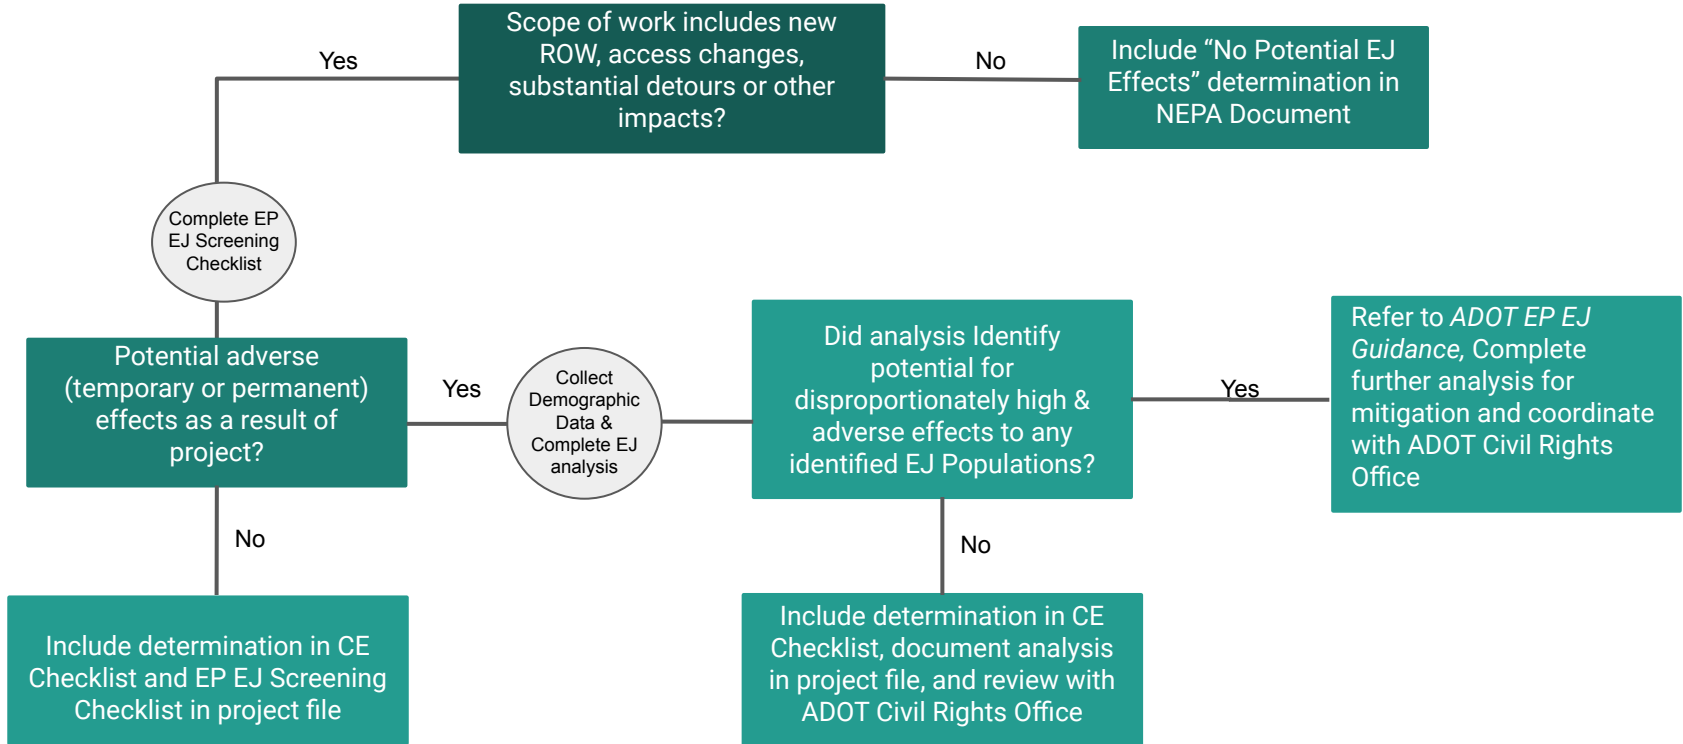 Scope of work includes new
ROW, access changes,
substantial detours or other
impacts?
Yes
No
Include “No Potential EJ
Effects” determination in
NEPA Document
Complete EP
EJ Screening
Checklist
Potential adverse
(temporary or permanent)
effects as a result of
project?
Yes
Collect
Demographic
Data &
Complete EJ
analysis
Did analysis Identify
potential for
disproportionately high &
adverse effects to any
identified EJ Populations?
Yes
Refer to ADOT EP EJ
Guidance, Complete
further analysis for
mitigation and coordinate
with ADOT Civil Rights
Office
No
No
Include determination in CE
Checklist and EP EJ Screening
Checklist in project file
Include determination in CE
Checklist, document analysis
in project file, and review with
ADOT Civil Rights Office